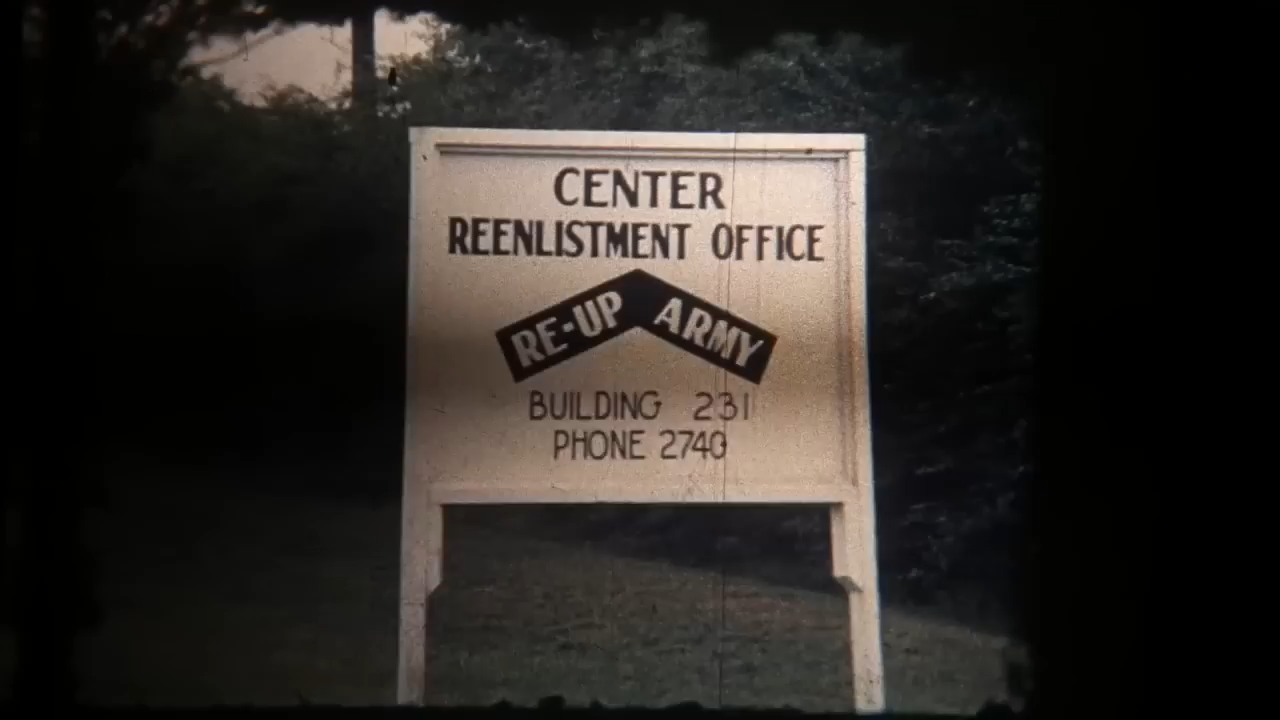 CENTER
REENLISTMENT OFFICE
RE-UP ARMY
BUILDING 231
PHONE 2740